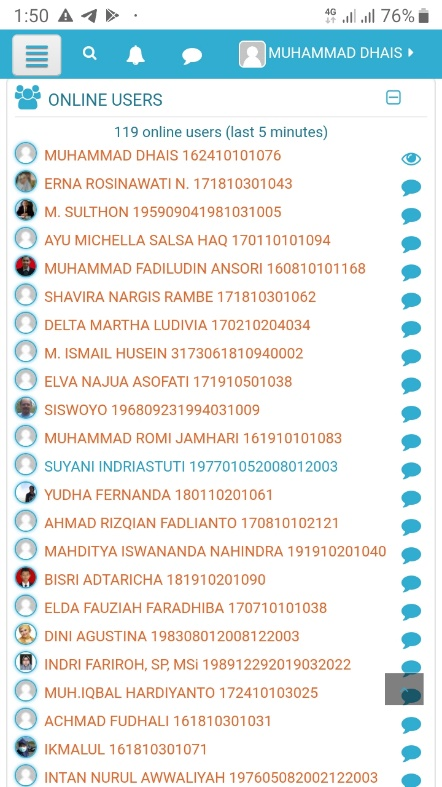 1:50
4G
76%
MUHAMMAD DHAIS
ONLINE USERS
119 online users (last 5 minutes)
MUHAMMAD DHAIS 162410101076
ERNA ROSINAWATI N. 171810301043
M. SULTHON 195909041981031005
AYU MICHELLA SALSA HAQ 170110101094
MUHAMMAD FADILUDIN ANSORI 160810101168
SHAVIRA NARGIS RAMBE 171810301062
DELTA MARTHA LUDIVIA 170210204034
M. ISMAIL HUSEIN 3173061810940002
ELVA NAJUA ASOFATI 171910501038
SISWOYO 196809231994031009
MUHAMMAD ROMI JAMHARI 161910101083
SUYANI INDRIASTUTI 197701052008012003
YUDHA FERNANDA 180110201061
AHMAD RIZQIAN FADLIANTO 170810102121
MAHDITYA ISWANANDA NAHINDRA 191910201040
BISRI ADTARICHA 181910201090
ELDA FAUZIAH FARADHIBA 170710101038
DINI AGUSTINA 198308012008122003
INDRI FARIROH, SP, MSi 198912292019032022
MUH.IQBAL HARDIYANTO 172410103025
ACHMAD FUDHALI 161810301031
IKMALUL 161810301071
INTAN NURUL AWWALIYAH 197605082002122003